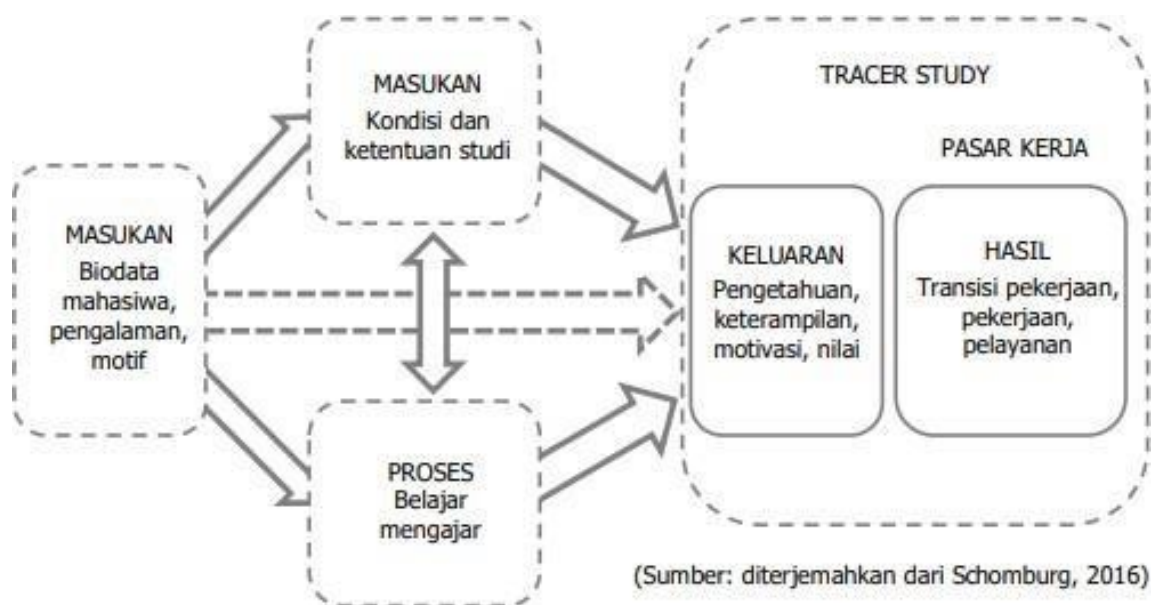 MASUKAN
Biodata
mahasiwa,
pengalaman,
motif
MASUKAN
Kondisi dan
ketentuan studi
PROSES
Belajar
mengajar
TRACER STUDY
PASAR KERJA
KELUARAN
Pengetahuan,
keterampilan,
motivasi, nilai
HASIL
Transisi pekerjaan,
pekerjaan,
pelayanan
(Sumber: diterjemahkan dari Schomburg, 2016)